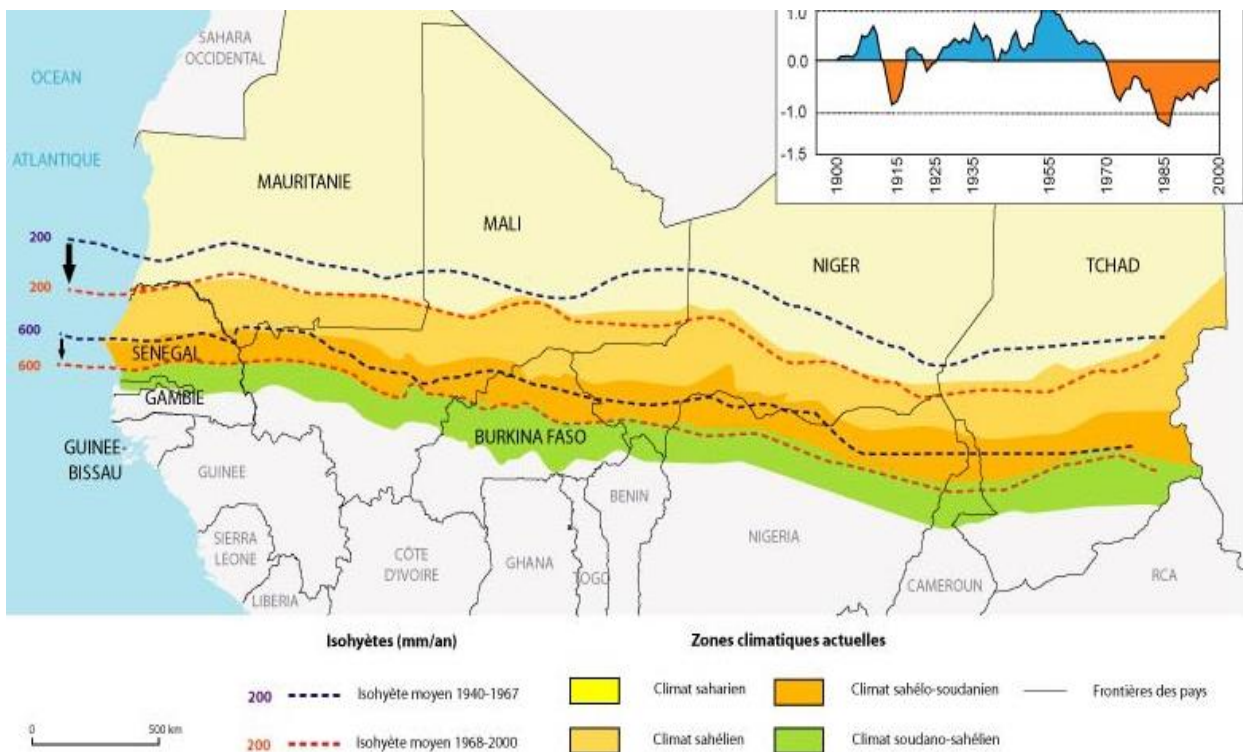 1.0
0.0
-1.0
-1.5
1900
1915
1925
1935
1955
1970
1985
2000
SAHARA
OCCIDENTAL
OCEAN
ATLANTIQUE
MAURITANIE
MALI
NIGER
TCHAD
200
200
600
600
SENEGAL
GAMBIE
GUINEE-
BISSAU
BURKINA FASO
GUINEE
SIERRA
LEONE
LIBERIA
CÔTE
D'IVOIRE
GHANA
TOGO
BENIN
NIGERIA
CAMEROUN
RCA
Isohyètes (mm/an)
Zones climatiques actuelles
200 Isohyète moyen 1940-1967
Climat saharien
Climat sahélo-soudanien
Frontières des pays
200 Isohyète moyen 1968-2000
Climat sahélien
Climat soudano-sahélien
0 500 km